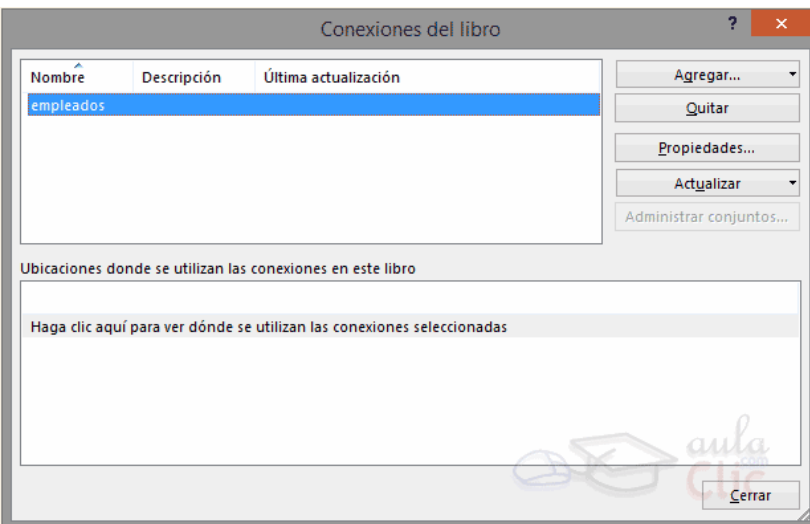 Conexiones del libro
?
Nombre Descripción Última actualización
empleados
Agregar...
Quitar
Propiedades...
Actualizar
Administrar conjuntos...
Ubicaciones donde se utilizan las conexiones en este libro
Haga clic aquí para ver dónde se utilizan las conexiones seleccionadas
aula
.com
Clic
Cerrar